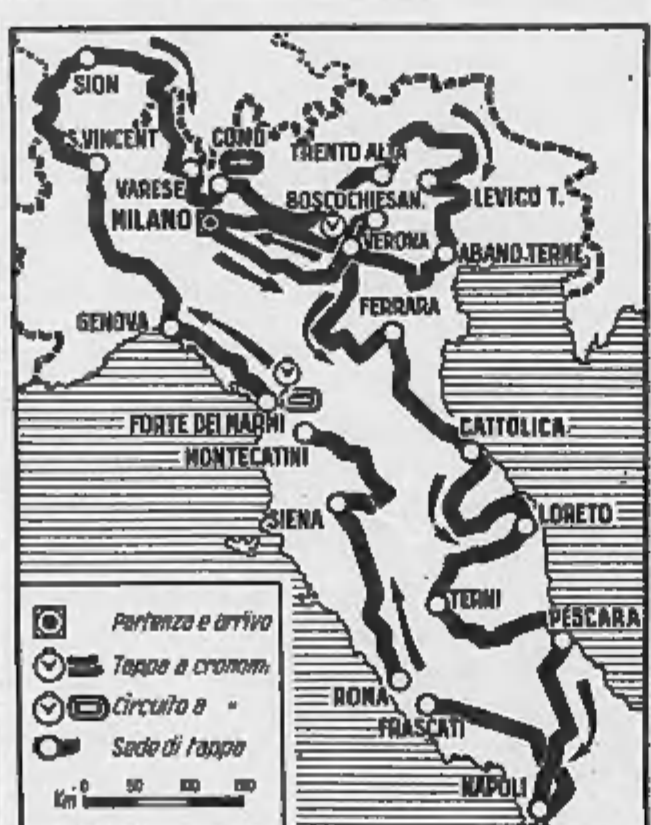 SION
S.VINCENT
COMO
TRENTO ALTA
VARESE
BOSCOCHIESAN.
LEVICO T.
MILANO
VERONA
ABANO.TERME
GENOVA
FERRARA
FORTE DEI MARMI
CATTOLICA
MONTECATINI
SIENA
LORETO
TERNI
PESCARA
ROMA
FRASCATI
NAPOLI
Partenza e arrivo
Tappa a cronom.
Circuito a "
Sede di tappa
Km 0 50 100 150